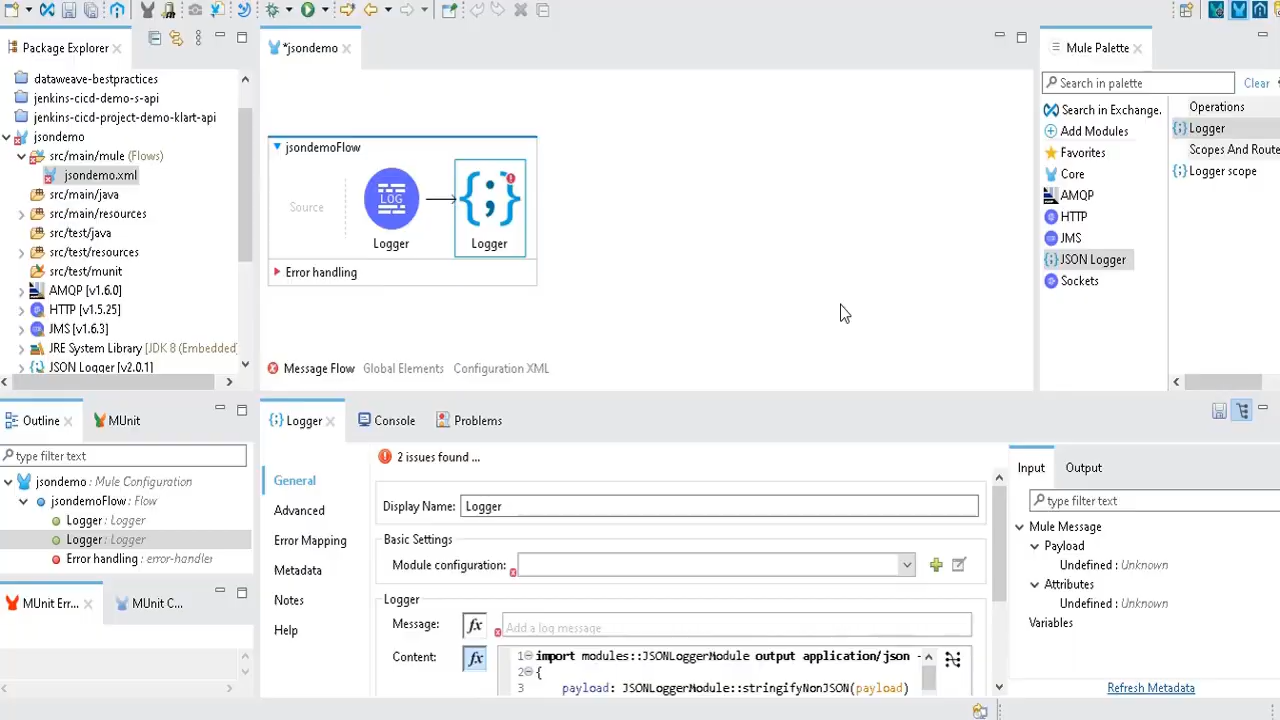 Package Explorer
dataweave-bestpractices
jenkins-cicd-demo-s-api
jenkins-cicd-project-demo-klart-api
jsondemo
src/main/mule (Flows)
jsondemo.xml
src/main/java
src/main/resources
src/test/java
src/test/resources
src/test/munit
AMQP [v1.6.0]
HTTP [v1.5.25]
JMS [v1.6.3]
JRE System Library [JDK 8 (Embedded)
JSON Logger [v2.0.1]
*jsondemo
jsondemoFlow
Source
LOG
Logger
Logger
Error handling
Message Flow Global Elements Configuration XML
Mule Palette
Search in palette
Clear
Search in Exchange.
Add Modules
Favorites
Core
AMQP
HTTP
JMS
JSON Logger
Sockets
Operations
Logger
Scopes And Route
Logger scope
Outline
MUnit
type filter text
jsondemo : Mule Configuration
jsondemoFlow : Flow
Logger : Logger
Logger : Logger
Error handling : error-handler
MUnit Err...
MUnit C...
Logger
Console
Problems
2 issues found ...
General
Advanced
Error Mapping
Metadata
Notes
Help
Display Name: Logger
Basic Settings
Module configuration:
Logger
Message: fx Add a log message
Content: fx
1 import modules::JSONLoggerModule output application/json -
2 {
3 payload: JSONLoggerModule::stringifyNonJSON(payload)
Input
Output
type filter text
Mule Message
Payload
Undefined : Unknown
Attributes
Undefined : Unknown
Variables
Refresh Metadata